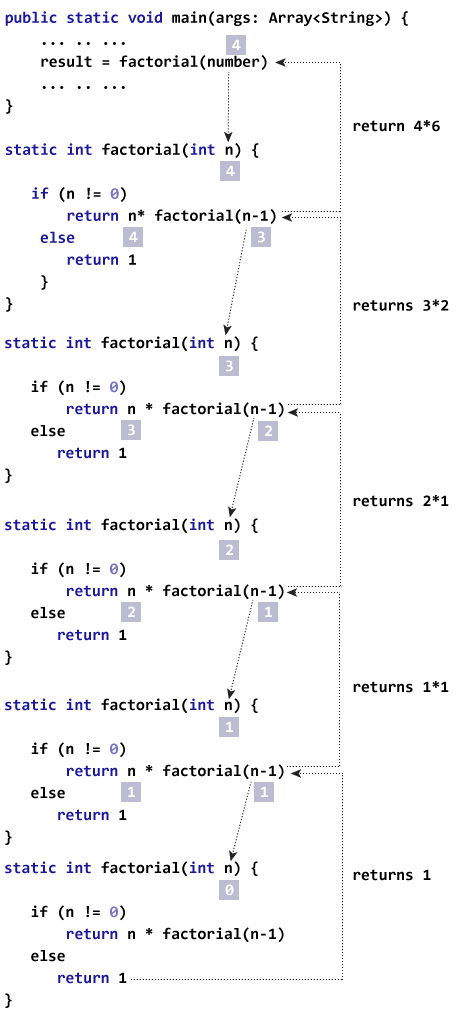 public static void main(args: Array<String>) {
... .. ...
4
result = factorial(number)
... .. ...
}
return 4*6
static int factorial(int n) {
4
if (n != 0)
return n* factorial(n-1)
else 4 3
return 1
}
}
returns 3*2
static int factorial(int n) {
3
if (n != 0)
return n * factorial(n-1)
else 3 2
return 1
}
returns 2*1
static int factorial(int n) {
2
if (n != 0)
return n * factorial(n-1)
else 2 1
return 1
}
returns 1*1
static int factorial(int n) {
1
if (n != 0)
return n * factorial(n-1)
else 1 1
return 1
}
static int factorial(int n) {
returns 1
0
if (n != 0)
return n * factorial(n-1)
else
return 1
}